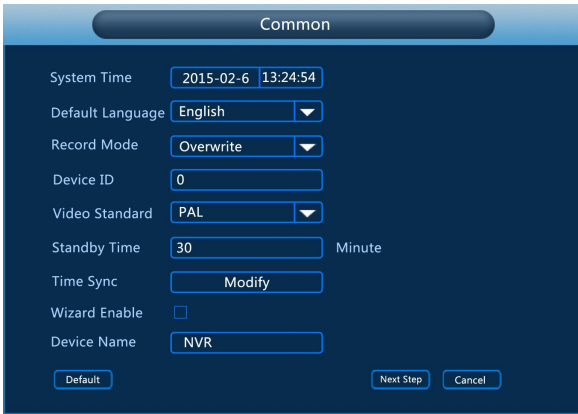 Common
System Time 2015-02-6 13:24:54
Default Language English
Record Mode Overwrite
Device ID 0
Video Standard PAL
Standby Time 30 Minute
Time Sync Modify
Wizard Enable
Device Name NVR
Default Next Step Cancel